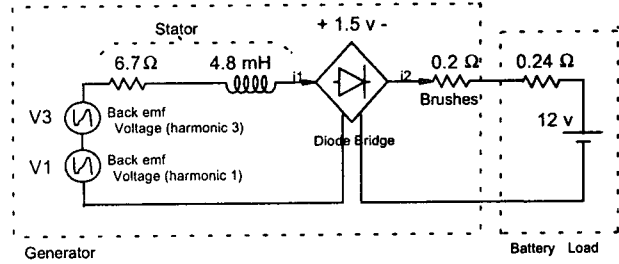 Stator
+ 1.5 v -
6.7 Ω
4.8 mH
i1
i2
0.2 Ω
0.24 Ω
Brushes
V3
Back emf
Voltage (harmonic 3)
Diode Bridge
12 v
V1
Back emf
Voltage (harmonic 1)
Generator
Battery Load